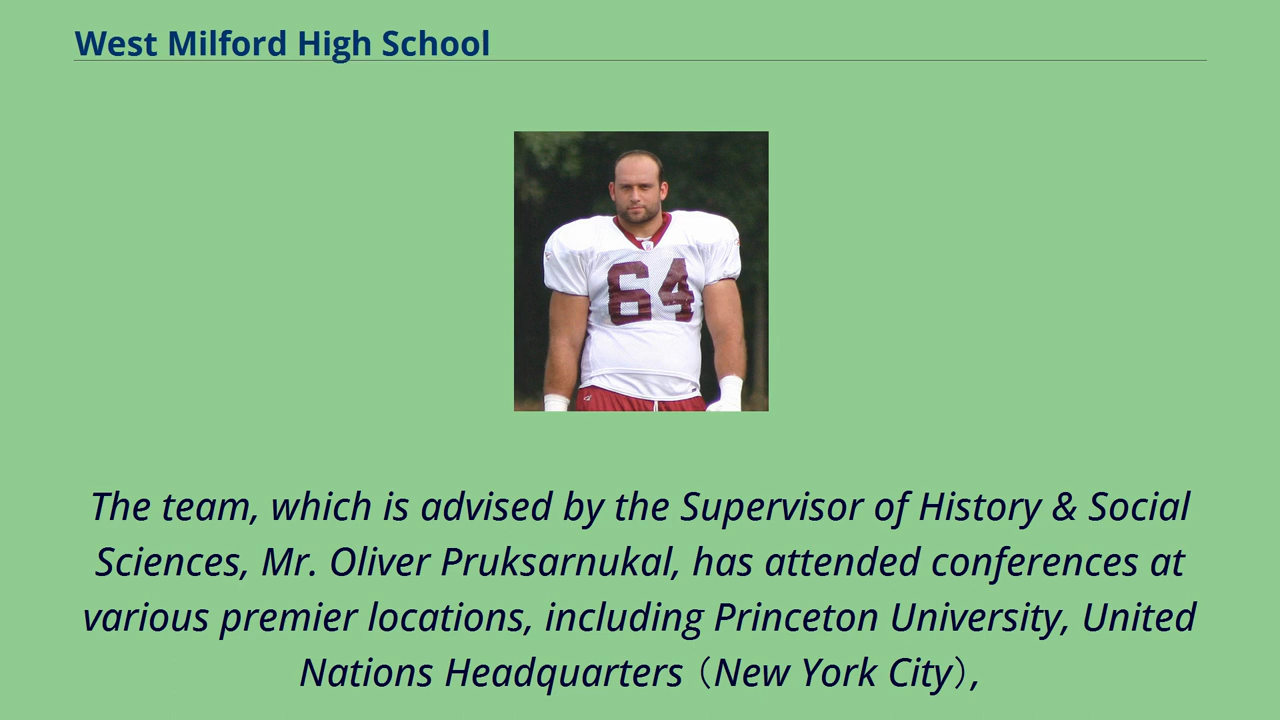 West Milford High School
64
The team, which is advised by the Supervisor of History & Social
Sciences, Mr. Oliver Pruksarnukal, has attended conferences at
various premier locations, including Princeton University, United
Nations Headquarters（New York City）,